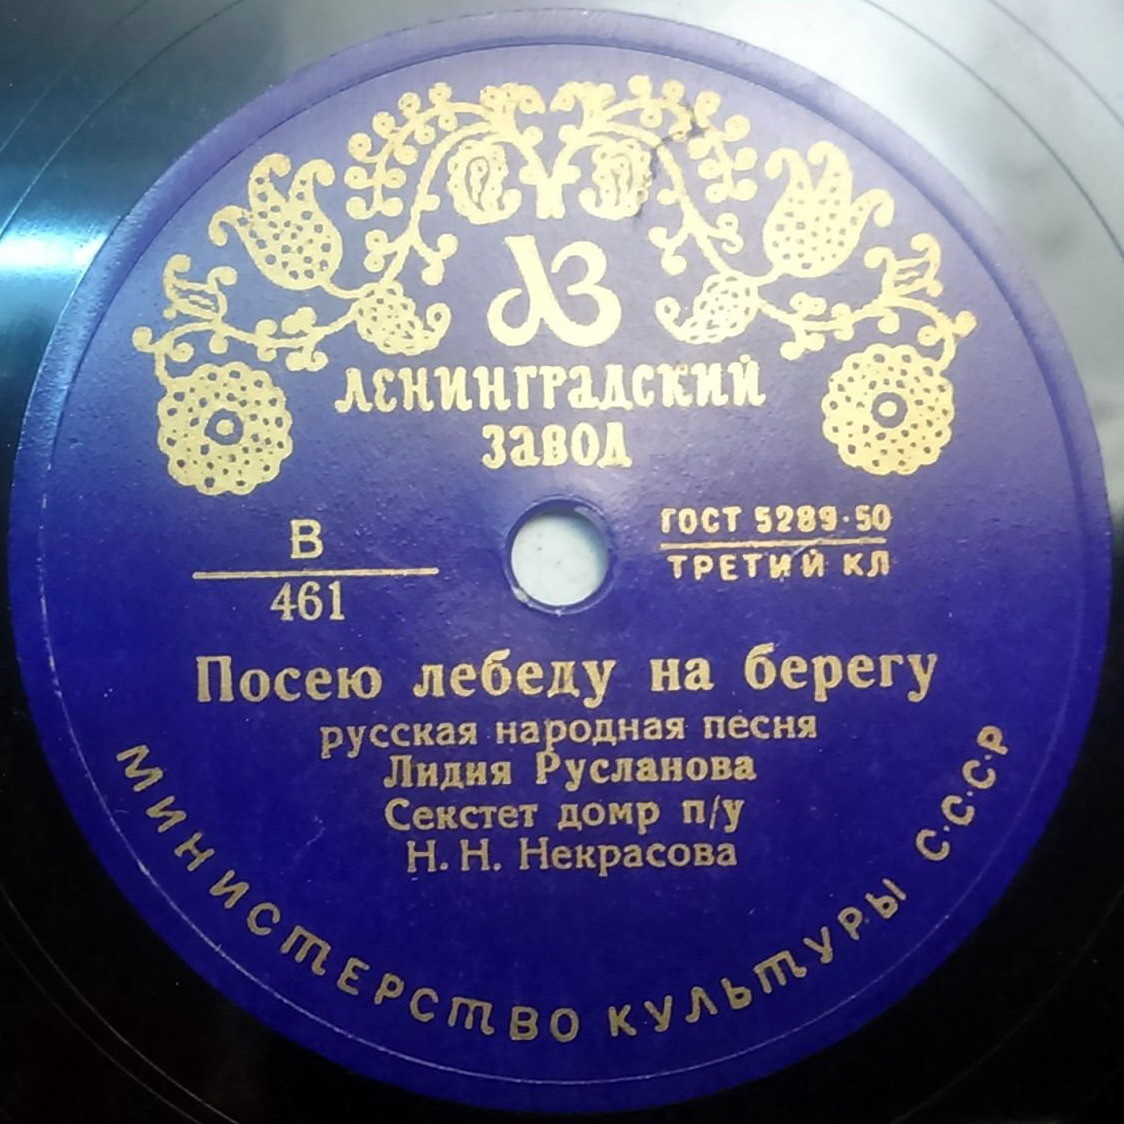 ЛЗ
ЛЕНИНГРАДСКИЙ
ЗАВОД
В
461
ГОСТ 5289-50
ТРЕТИЙ КЛ
Посею лебеду на берегу
русская народная песня
Лидия Русланова
Секстет домр п/у
Н. Н. Некрасова
МИНИСТЕРСТВО КУЛЬТУРЫ С·С·С·Р